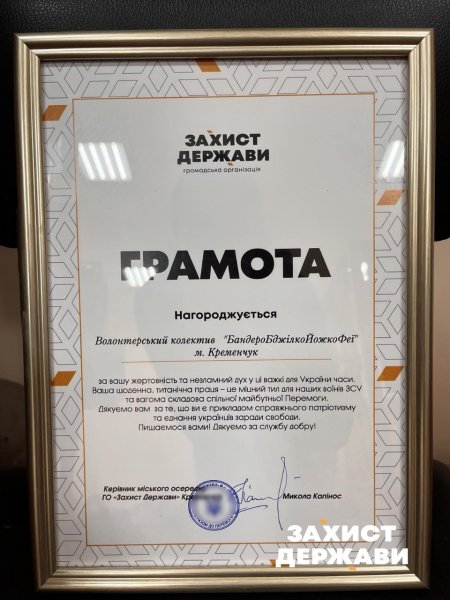 ЗАХИСТ
ДЕРЖАВИ
громадська організація
ГРАМОТА
Нагороджується
Волонтерський колектив "БандероБджілкоЙожкоФеї"
м. Кременчук
за вашу жертовність та незламний дух у ці важкі для України часи.
Ваша щоденна, титанічна праця – це міцний тил для наших воїнів ЗСУ
та вагома складова спільної майбутньої Перемоги.
Дякуємо вам за те, що ви є прикладом справжнього патріотизму
та єднання українців заради свободи.
Пишаємося вами! Дякуємо за службу добру!
Керівник міського осередку
ГО «Захист Держави» Кременчук
Микола Капінос
ЗАХИСТ
ДЕРЖАВИ